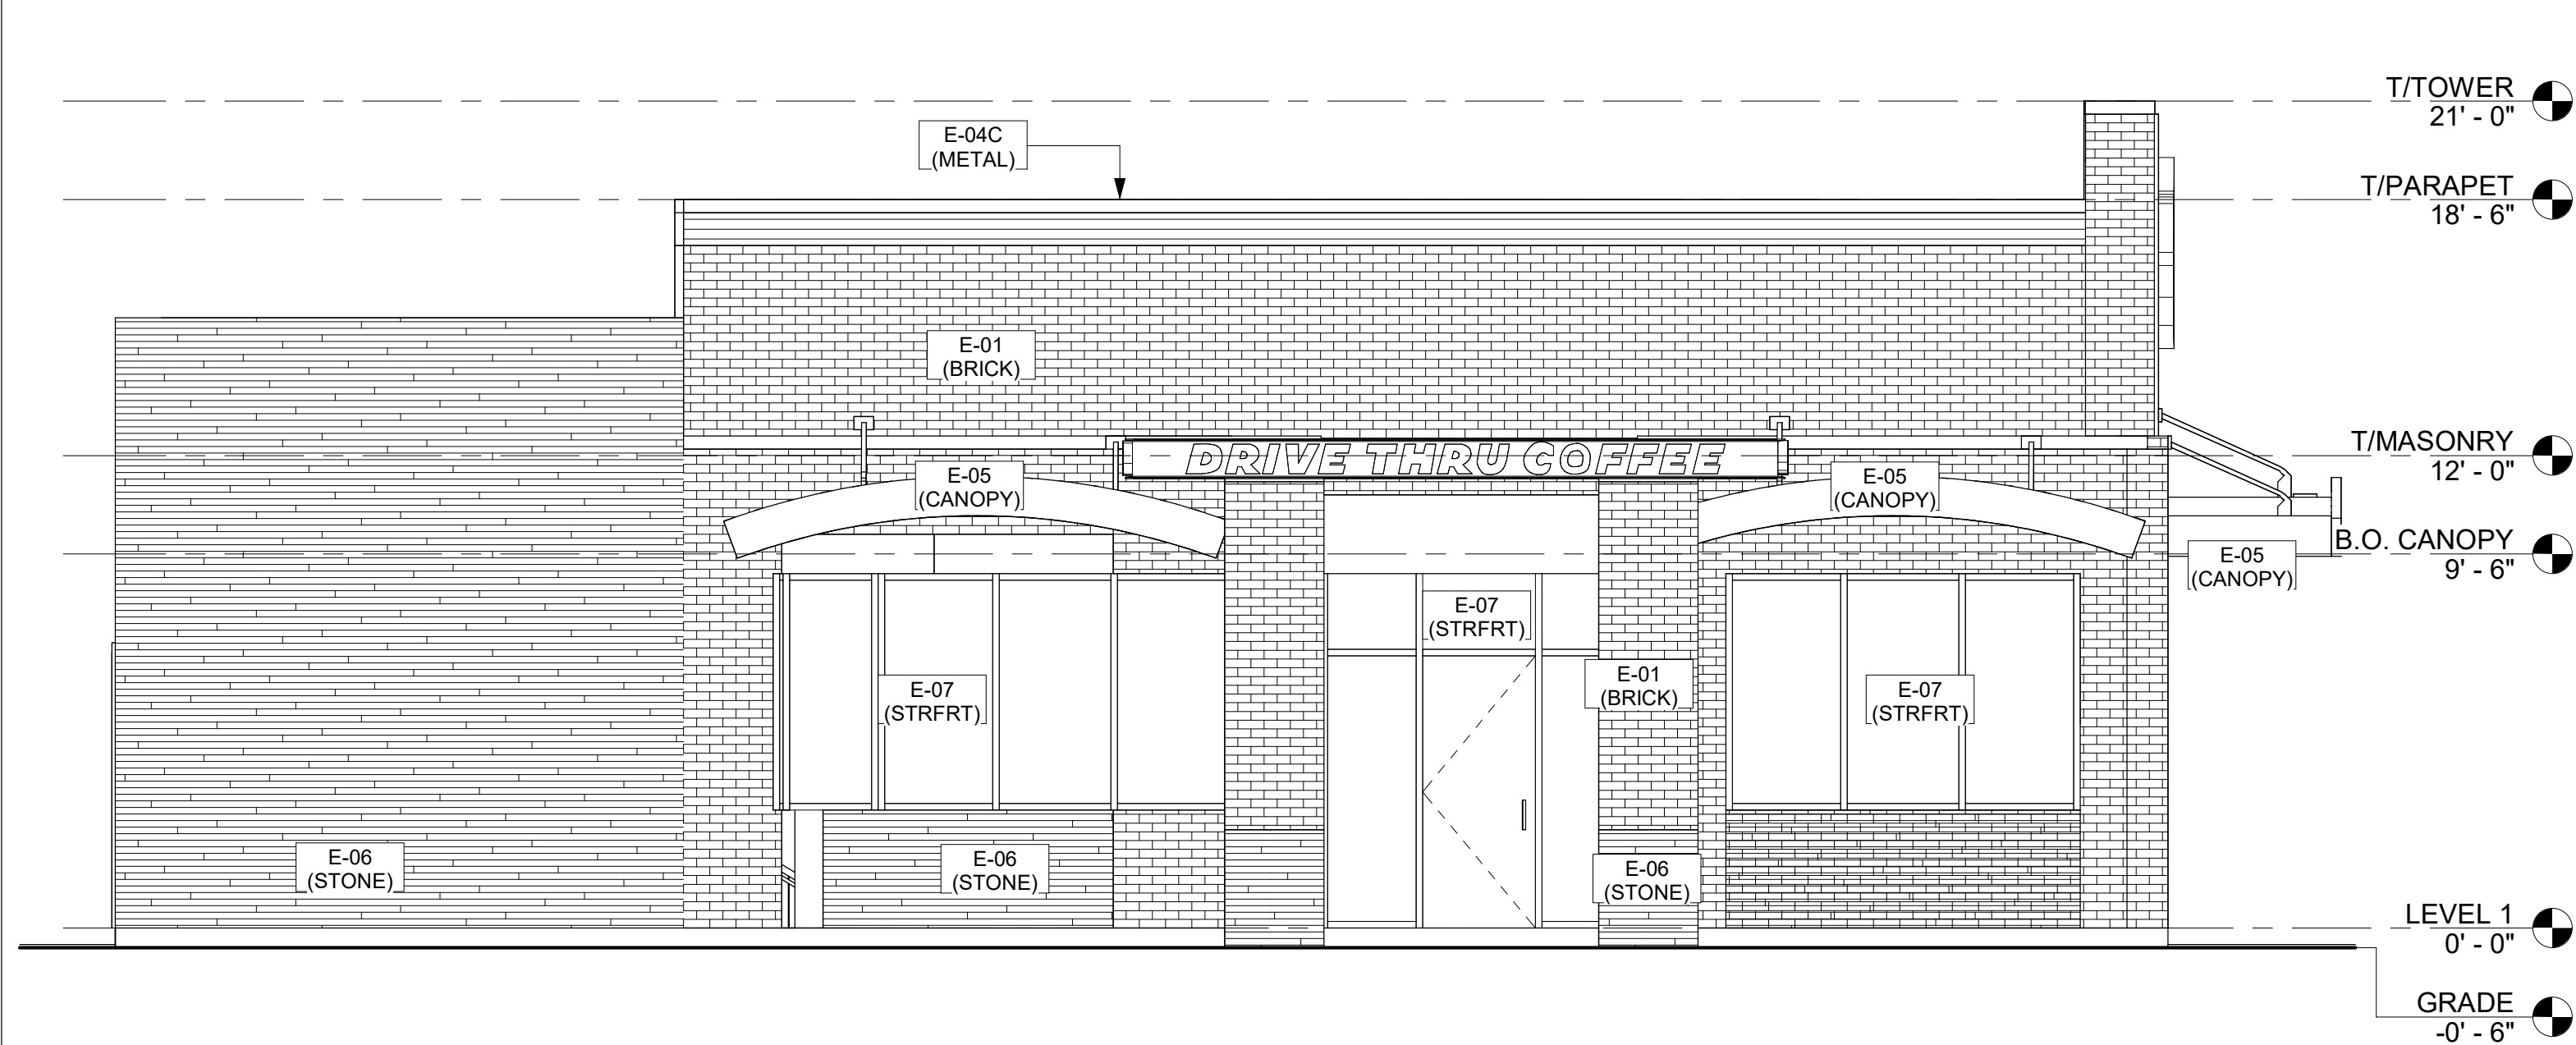 T/TOWER
21' - 0"
E-04C
(METAL)
T/PARAPET
18' - 6"
E-01
(BRICK)
DRIVE THRU COFFEE
T/MASONRY
12' - 0"
E-05
(CANOPY)
E-05
(CANOPY)
B.O. CANOPY
9' - 6"
E-05
(CANOPY)
E-07
(STRFRT)
E-07
(STRFRT)
E-01
(BRICK)
E-07
(STRFRT)
E-06
(STONE)
E-06
(STONE)
E-06
(STONE)
LEVEL 1
0' - 0"
GRADE
-0' - 6"